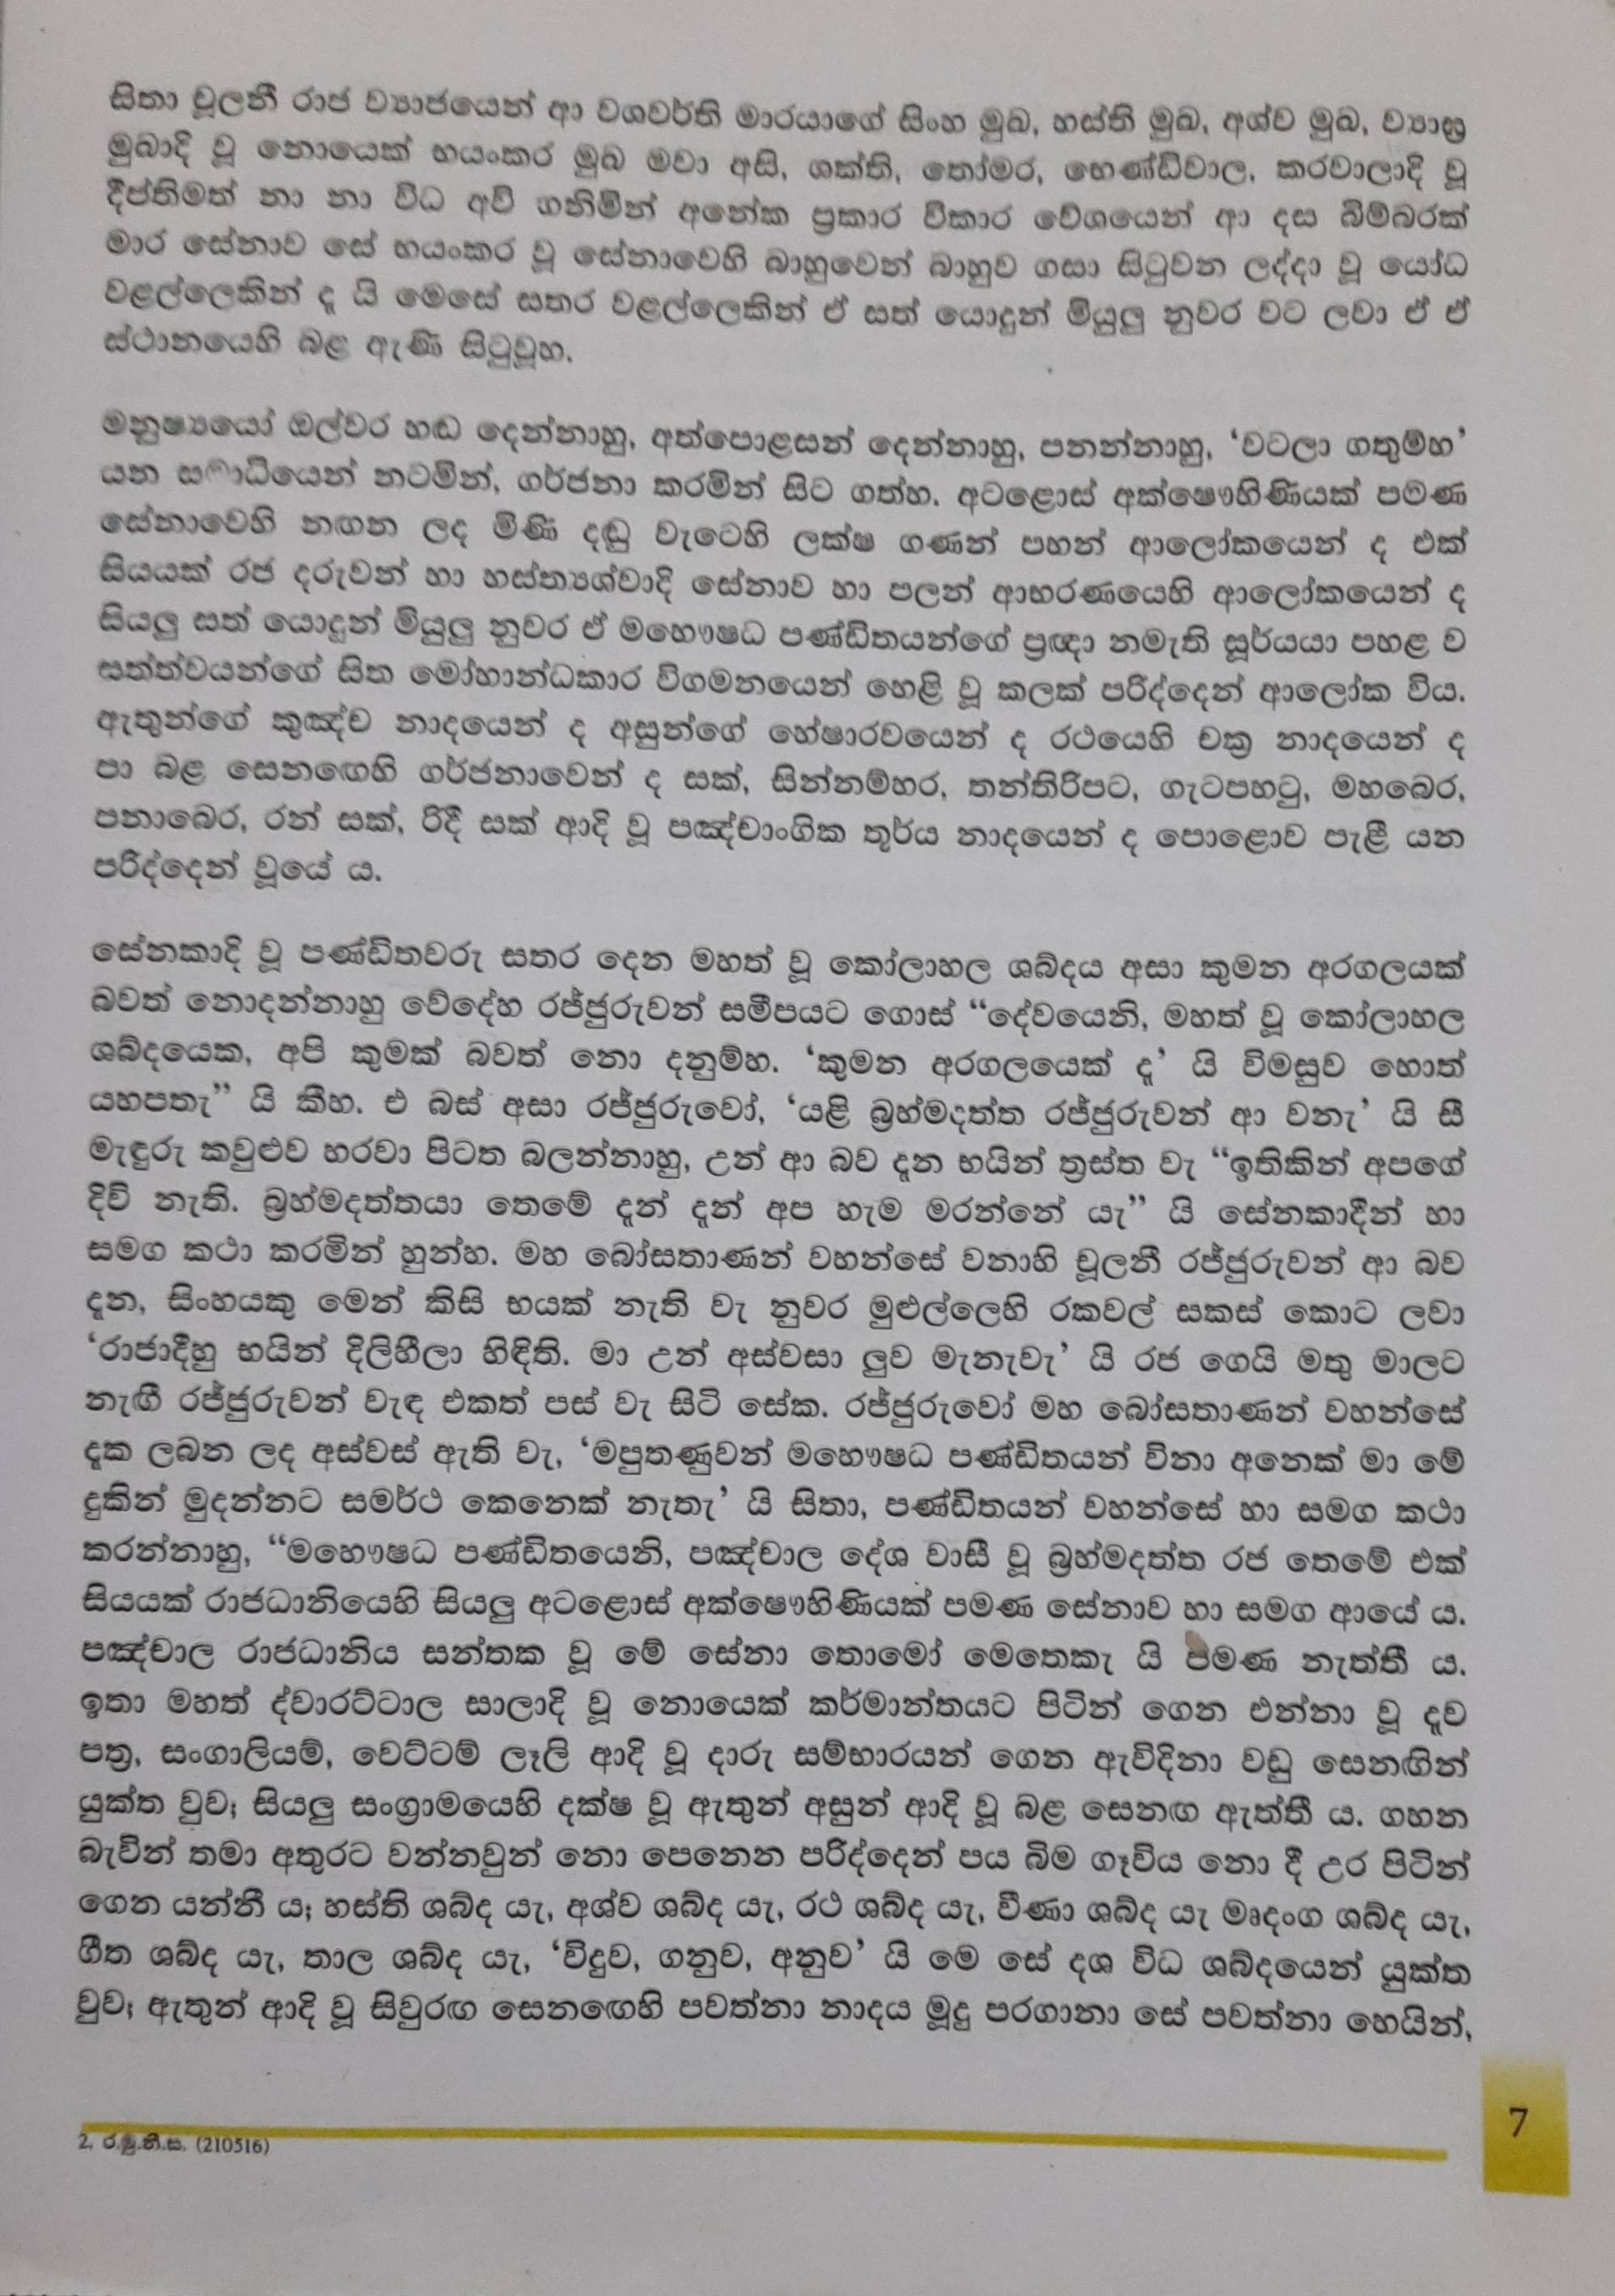 සිතා චූලනී රාජ ව්‍යාජයෙන් ආ වශවර්ති මාරයාගේ සිංහ මුඛ, හස්ති මුඛ, අශ්ව මුඛ, ව්‍යාඝ්‍ර
මුඛාදි වූ නොයෙක් භයංකර මුඛ මවා අසි, ශක්ති, තෝමර, භෙණ්ඩිවාල, කරවාලාදි වූ
දීප්තිමත් නා නා විධ අවි ගනිමින් අනේක ප්‍රකාර විකාර වේශයෙන් ආ දස බිම්බරක්
මාර සේනාව සේ භයංකර වූ සේනාවෙහි බාහුවෙන් බාහුව ගසා සිටුවන ලද්දා වූ යෝධ
වළල්ලෙකින් දැ යි මෙසේ සතර වළල්ලෙකින් ඒ සත් යොදුන් මියුලු නුවර වට ලවා ඒ ඒ
ස්ථානයෙහි බළ ඇණි සිටුවූහ.
මනුෂ්‍යයෝ ඔල්වර හඬ දෙන්නාහු, අත්පොළසන් දෙන්නාහු, පනන්නාහු, ‘වටලා ගතුම්හ’
යන සමාධියෙන් නටමින්, ගර්ජනා කරමින් සිට ගත්හ. අටළොස් අක්ෂෞහිණියක් පමණ
සේනාවෙහි නඟන ලද මිණි දඬු වැටෙහි ලක්ෂ ගණන් පහන් ආලෝකයෙන් ද එක්
සියයක් රජ දරුවන් හා හස්ත්‍යශ්වාදි සේනාව හා පලන් ආභරණයෙහි ආලෝකයෙන් ද
සියලු සත් යොදුන් මියුලු නුවර ඒ මහෞෂධ පණ්ඩිතයන්ගේ ප්‍රඥා නමැති සූර්යයා පහළ ව
සත්ත්වයන්ගේ සිත මෝහාන්ධකාර විගමනයෙන් හෙළි වූ කලක් පරිද්දෙන් ආලෝක විය.
ඇතුන්ගේ කුඤ්ච නාදයෙන් ද අසුන්ගේ හේෂාරවයෙන් ද රථයෙහි චක්‍ර නාදයෙන් ද
පා බළ සෙනඟෙහි ගර්ජනාවෙන් ද සක්, සින්නම්හර, තන්තිරිපට, ගැටපහටු, මහබෙර,
පනාබෙර, රන් සක්, රිදී සක් ආදි වූ පඤ්චාංගික තූර්ය නාදයෙන් ද පොළොව පැළී යන
පරිද්දෙන් වූයේ ය.
සේනකාදි වූ පණ්ඩිතවරු සතර දෙන මහත් වූ කෝලාහල ශබ්දය අසා කුමන අරගලයක්
බවත් නොදන්නාහු වේදේහ රජ්ජුරුවන් සමීපයට ගොස් “දේවයෙනි, මහත් වූ කෝලාහල
ශබ්දයෙක, අපි කුමක් බවත් නො දනුම්හ. ‘කුමන අරගලයෙක් දැ’ යි විමසුව හොත්
යහපතැ” යි කීහ. එ බස් අසා රජ්ජුරුවෝ, ‘යළි බ්‍රහ්මදත්ත රජ්ජුරුවන් ආ වනැ’ යි සී
මැඳුරු කවුළුව හරවා පිටත බලන්නාහු, උන් ආ බව දැන භයින් ත්‍රස්ත වැ “ඉතිකින් අපගේ
දිවි නැති. බ්‍රහ්මදත්තයා තෙමේ දැන් දැන් අප හැම මරන්නේ යැ” යි සේනකාදීන් හා
සමග කථා කරමින් හුන්හ. මහ බෝසතාණන් වහන්සේ වනාහි චූලනී රජ්ජුරුවන් ආ බව
දැන, සිංහයකු මෙන් කිසි භයක් නැති වැ නුවර මුළුල්ලෙහි රකවල් සකස් කොට ලවා
‘රාජාදීහු භයින් දිලිහීලා හිඳිති. මා උන් අස්වසා ලුව මැනැවැ’ යි රජ ගෙයි මතු මාලට
නැඟී රජ්ජුරුවන් වැඳ එකත් පස් වැ සිටි සේක. රජ්ජුරුවෝ මහ බෝසතාණන් වහන්සේ
දැක ලබන ලද අස්වස් ඇති වැ, ‘මපුතණුවන් මහෞෂධ පණ්ඩිතයන් විනා අනෙක් මා මේ
දුකින් මුදන්නට සමර්ථ කෙනෙක් නැතැ’ යි සිතා, පණ්ඩිතයන් වහන්සේ හා සමග කථා
කරන්නාහු, “මහෞෂධ පණ්ඩිතයෙනි, පඤ්චාල දේශ වාසී වූ බ්‍රහ්මදත්ත රජ තෙමේ එක්
සියයක් රාජධානියෙහි සියලු අටළොස් අක්ෂෞහිණියක් පමණ සේනාව හා සමග ආයේ ය.
පඤ්චාල රාජධානිය සන්තක වූ මේ සේනා තොමෝ මෙතෙකැ යි පමණ නැත්තී ය.
ඉතා මහත් ද්වාරට්ටාල සාලාදි වූ නොයෙක් කර්මාන්තයට පිටින් ගෙන එන්නා වූ දැව
පත්‍ර, සංගාලියම්, වෙට්ටම් ලෑලි ආදි වූ දාරු සම්භාරයන් ගෙන ඇවිදිනා වඩු සෙනඟින්
යුක්ත වුව; සියලු සංග්‍රාමයෙහි දක්ෂ වූ ඇතුන් අසුන් ආදි වූ බළ සෙනඟ ඇත්තී ය. ගහන
බැවින් තමා අතුරට වන්නවුන් නො පෙනෙන පරිද්දෙන් පය බිම ගෑවිය නො දී උර පිටින්
ගෙන යන්නී ය; හස්ති ශබ්ද යැ, අශ්ව ශබ්ද යැ, රථ ශබ්ද යැ, වීණා ශබ්ද යැ මෘදංග ශබ්ද යැ,
ගීත ශබ්ද යැ, තාල ශබ්ද යැ, ‘විදුව, ගනුව, අනුව’ යි මෙ සේ දශ විධ ශබ්දයෙන් යුක්ත
වුව; ඇතුන් ආදි වූ සිවුරඟ සෙනඟෙහි පවත්නා නාදය මූදු පරගානා සේ පවත්නා හෙයින්,
7
2. ර.මු.නී.ස. (210516)